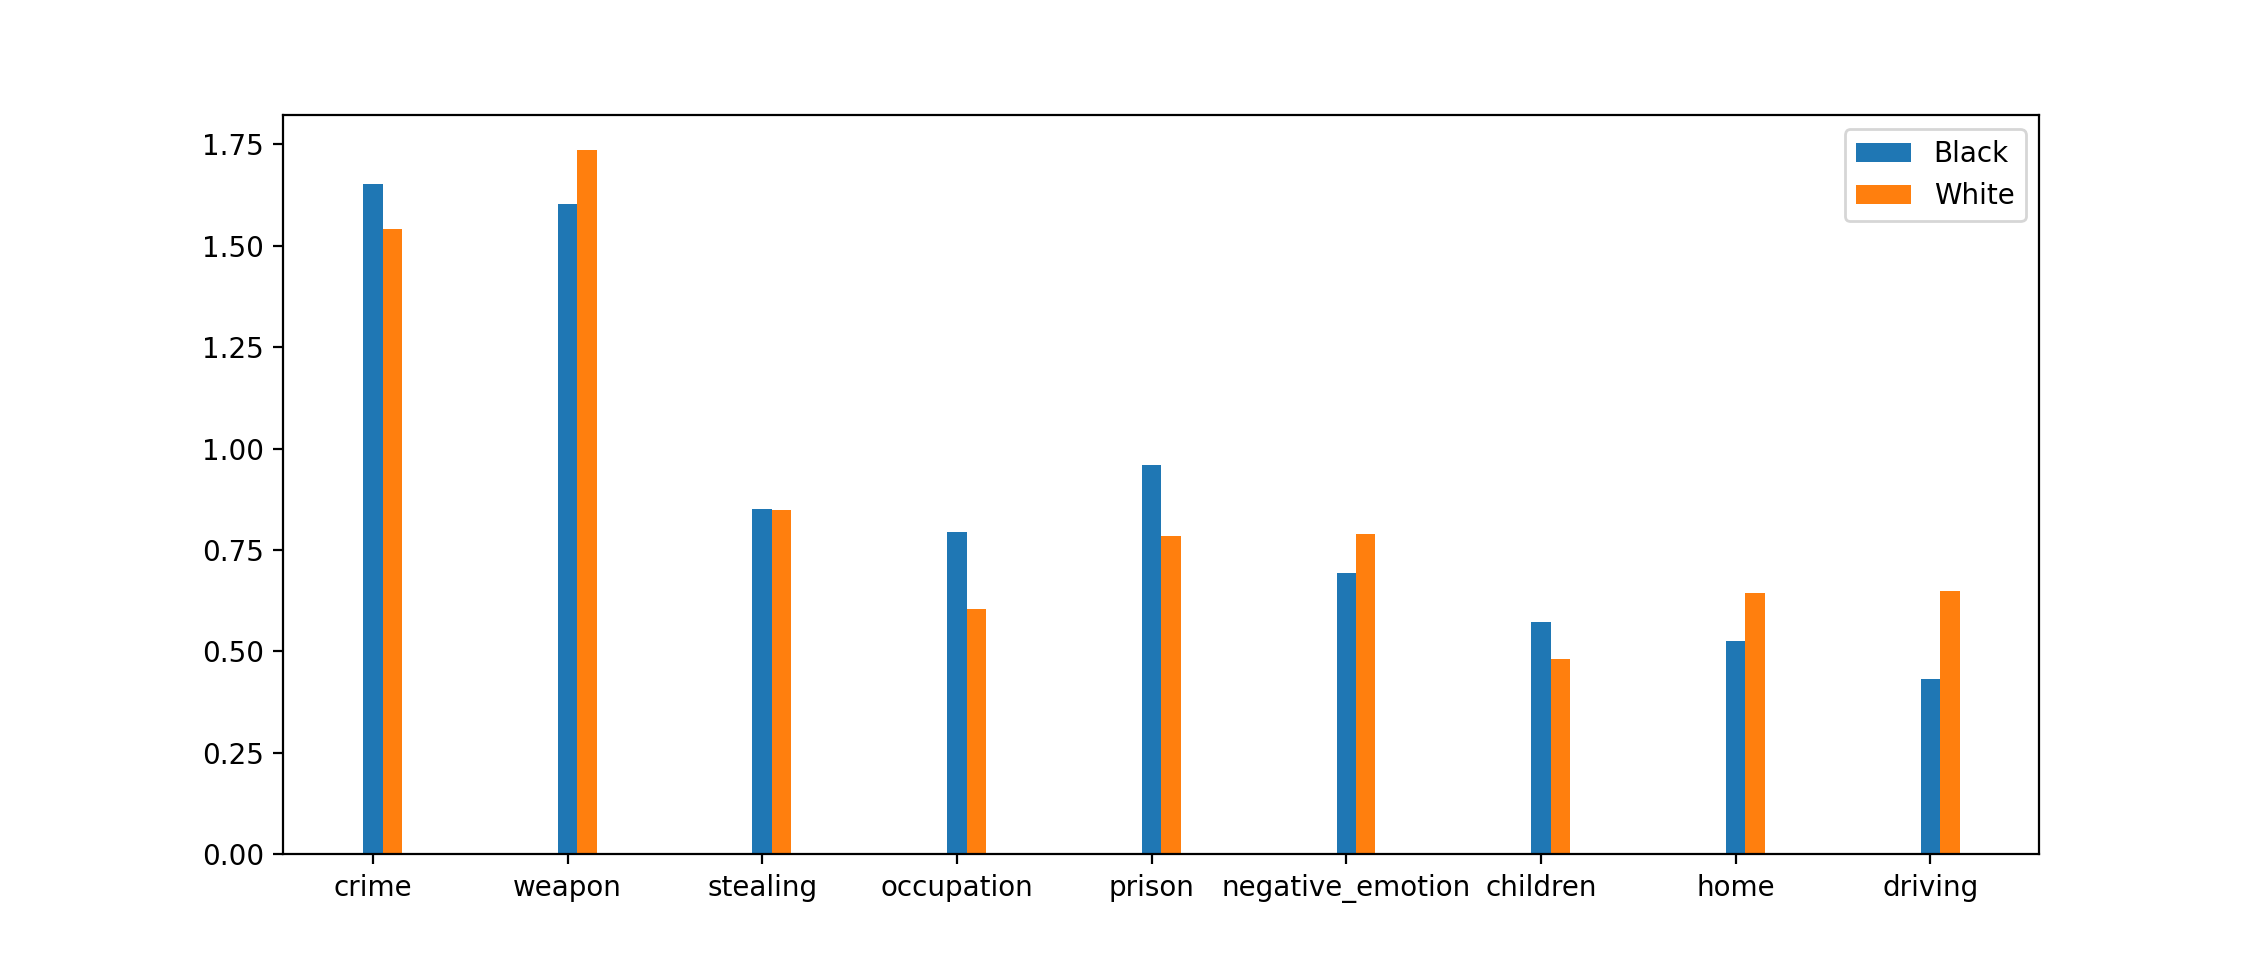 1.75
1.50
1.25
1.00
0.75
0.50
0.25
0.00
Black
White
crime weapon stealing occupation prison negative_emotion children home driving